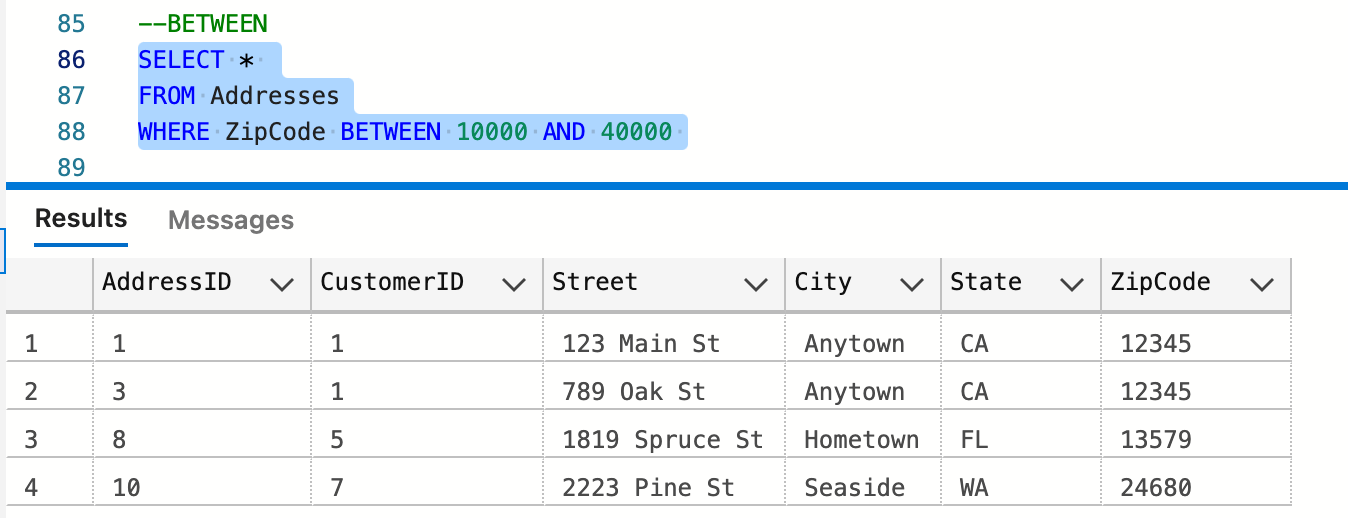 85 --BETWEEN
86 SELECT *
87 FROM Addresses
88 WHERE ZipCode BETWEEN 10000 AND 40000
89
Results Messages
AddressID CustomerID Street City State ZipCode
1 1 1 123 Main St Anytown CA 12345
2 3 1 789 Oak St Anytown CA 12345
3 8 5 1819 Spruce St Hometown FL 13579
4 10 7 2223 Pine St Seaside WA 24680